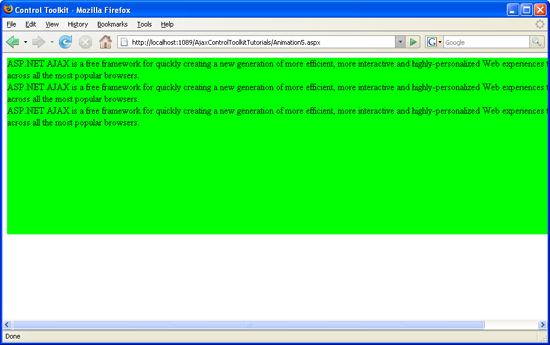 Control Toolkit - Mozilla Firefox
File Edit View History Bookmarks Tools Help
http://localhost:1089/AjaxControlToolkitTutorials/Animation5.aspx
Google
ASP.NET AJAX is a free framework for quickly creating a new generation of more efficient, more interactive and highly-personalized Web experiences t
across all the most popular browsers.
ASP.NET AJAX is a free framework for quickly creating a new generation of more efficient, more interactive and highly-personalized Web experiences t
across all the most popular browsers.
ASP.NET AJAX is a free framework for quickly creating a new generation of more efficient, more interactive and highly-personalized Web experiences t
across all the most popular browsers.
Done